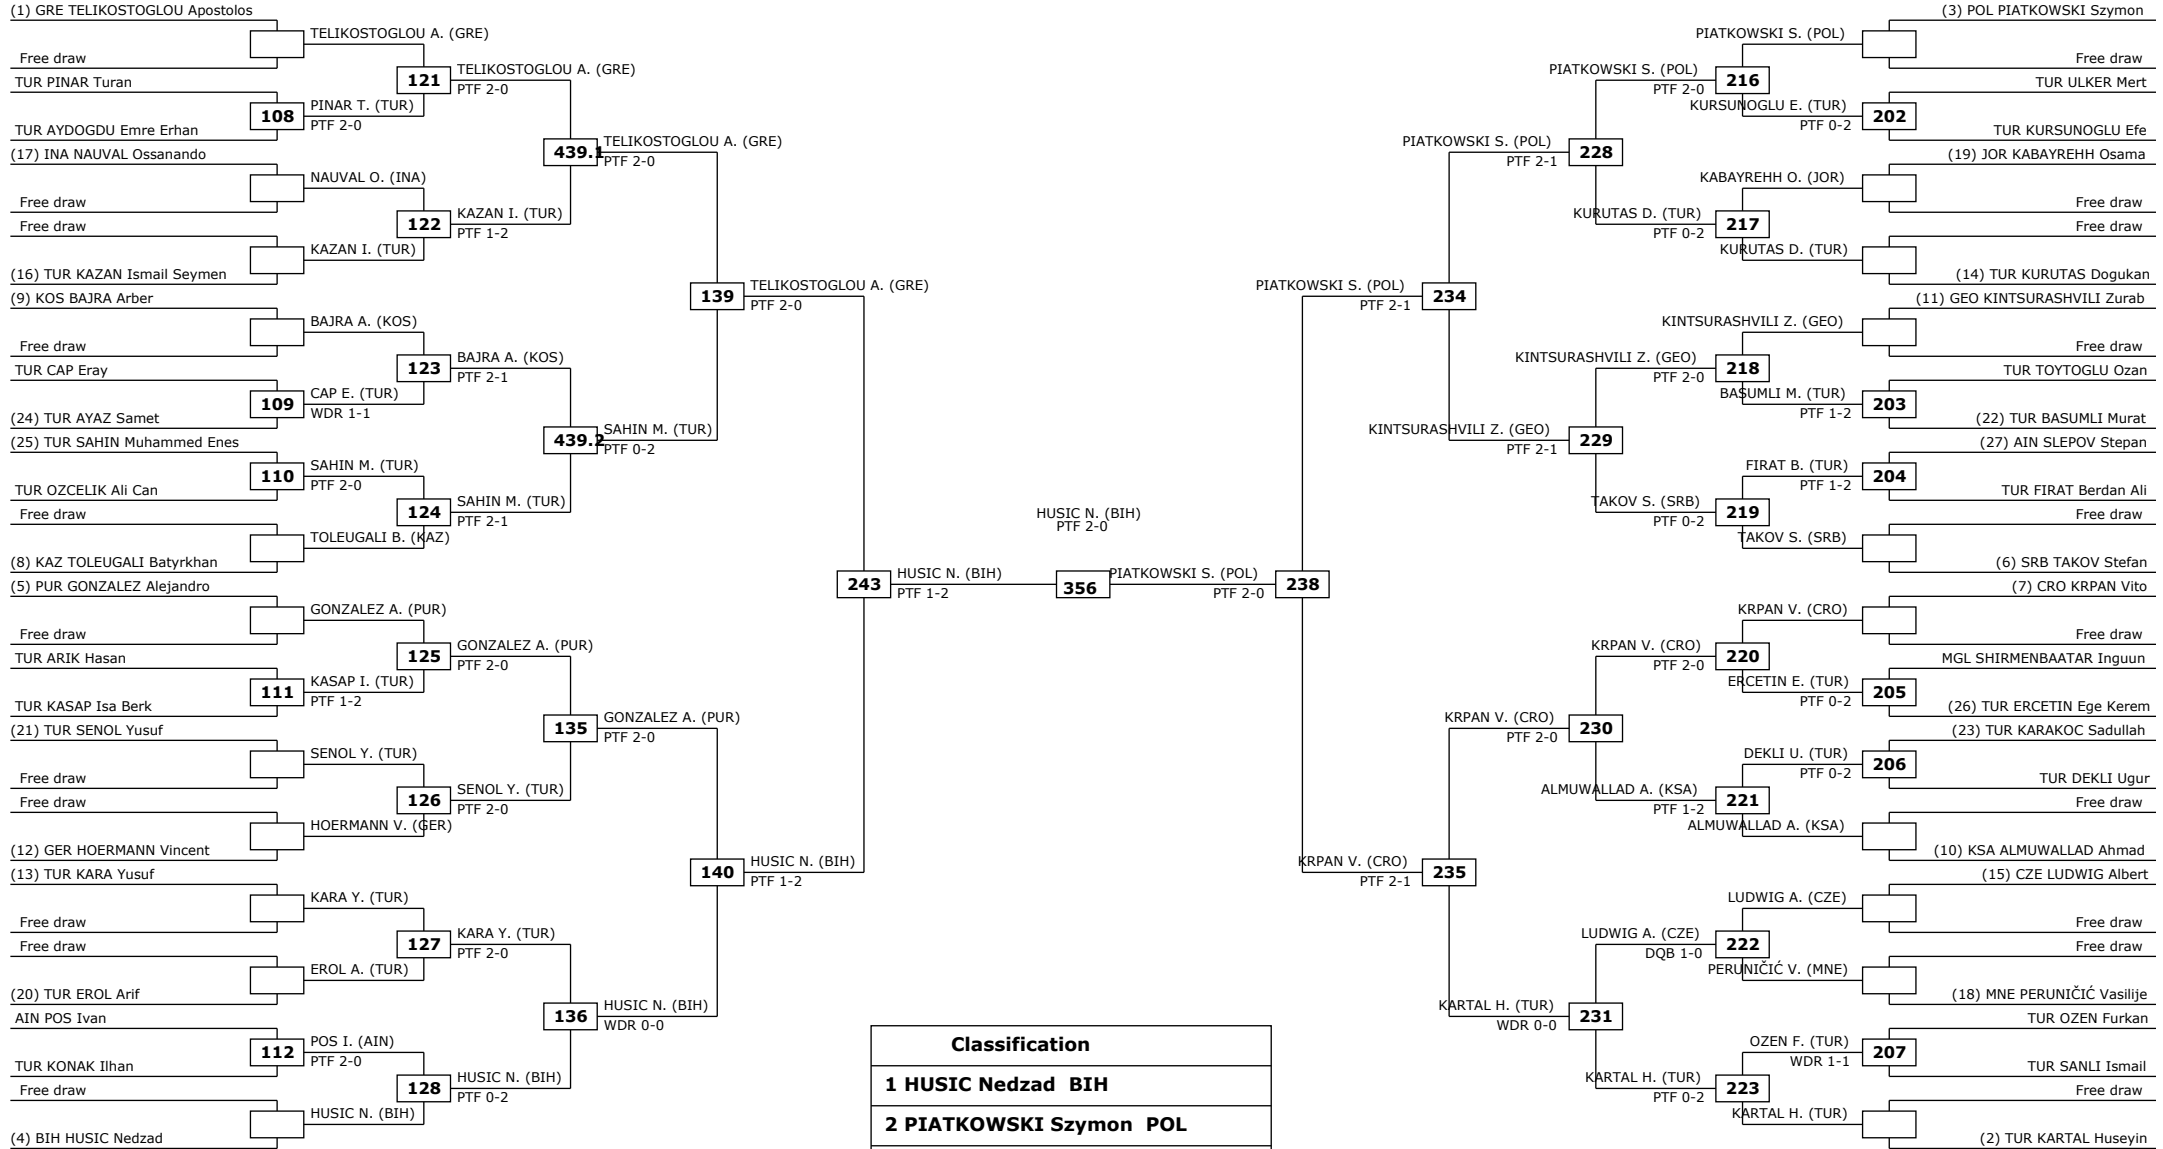 (1) GRE TELIKOSTOGLOU Apostolos
TELIKOSTOGLOU A. (GRE)
Free draw
121
TELIKOSTOGLOU A. (GRE)
PTF 2-0
TUR PINAR Turan
108
PINAR T. (TUR)
PTF 2-0
TUR AYDOGDU Emre Erhan
439.1
TELIKOSTOGLOU A. (GRE)
PTF 2-0
(17) INA NAUVAL Ossanando
NAUVAL O. (INA)
Free draw
122
KAZAN I. (TUR)
PTF 1-2
Free draw
KAZAN I. (TUR)
(16) TUR KAZAN Ismail Seymen
139
TELIKOSTOGLOU A. (GRE)
PTF 2-0
(9) KOS BAJRA Arber
BAJRA A. (KOS)
Free draw
123
BAJRA A. (KOS)
PTF 2-1
TUR CAP Eray
109
CAP E. (TUR)
WDR 1-1
(24) TUR AYAZ Samet
439.2
SAHIN M. (TUR)
PTF 0-2
(25) TUR SAHIN Muhammed Enes
110
SAHIN M. (TUR)
PTF 2-0
TUR OZCELIK Ali Can
124
SAHIN M. (TUR)
PTF 2-1
Free draw
TOLEUGALI B. (KAZ)
(8) KAZ TOLEUGALI Batyrkhan
243
HUSIC N. (BIH)
PTF 1-2
(5) PUR GONZALEZ Alejandro
GONZALEZ A. (PUR)
Free draw
125
GONZALEZ A. (PUR)
PTF 2-0
TUR ARIK Hasan
111
KASAP I. (TUR)
PTF 1-2
TUR KASAP Isa Berk
135
GONZALEZ A. (PUR)
PTF 2-0
(21) TUR SENOL Yusuf
SENOL Y. (TUR)
Free draw
126
SENOL Y. (TUR)
PTF 2-0
Free draw
HOERMANN V. (GER)
(12) GER HOERMANN Vincent
140
HUSIC N. (BIH)
PTF 1-2
(13) TUR KARA Yusuf
KARA Y. (TUR)
Free draw
127
KARA Y. (TUR)
PTF 2-0
Free draw
EROL A. (TUR)
(20) TUR EROL Arif
136
HUSIC N. (BIH)
WDR 0-0
AIN POS Ivan
112
POS I. (AIN)
PTF 2-0
TUR KONAK Ilhan
128
HUSIC N. (BIH)
PTF 0-2
Free draw
HUSIC N. (BIH)
(4) BIH HUSIC Nedzad
HUSIC N. (BIH)
PTF 2-0
356
(3) POL PIATKOWSKI Szymon
PIATKOWSKI S. (POL)
Free draw
PIATKOWSKI S. (POL)
PTF 2-0
216
TUR ULKER Mert
KURSUNOGLU E. (TUR)
PTF 0-2
202
TUR KURSUNOGLU Efe
PIATKOWSKI S. (POL)
PTF 2-1
228
(19) JOR KABAYREHH Osama
KABAYREHH O. (JOR)
Free draw
KURUTAS D. (TUR)
PTF 0-2
217
Free draw
KURUTAS D. (TUR)
(14) TUR KURUTAS Dogukan
PIATKOWSKI S. (POL)
PTF 2-1
234
(11) GEO KINTSURASHVILI Zurab
KINTSURASHVILI Z. (GEO)
Free draw
KINTSURASHVILI Z. (GEO)
PTF 2-0
218
TUR TOYTOGLU Ozan
BASUMLI M. (TUR)
PTF 1-2
203
(22) TUR BASUMLI Murat
KINTSURASHVILI Z. (GEO)
PTF 2-1
229
(27) AIN SLEPOV Stepan
FIRAT B. (TUR)
PTF 1-2
204
TUR FIRAT Berdan Ali
TAKOV S. (SRB)
PTF 0-2
219
Free draw
TAKOV S. (SRB)
(6) SRB TAKOV Stefan
PIATKOWSKI S. (POL)
PTF 2-0
238
(7) CRO KRPAN Vito
KRPAN V. (CRO)
Free draw
KRPAN V. (CRO)
PTF 2-0
220
MGL SHIRMENBAATAR Inguun
ERCETIN E. (TUR)
PTF 0-2
205
(26) TUR ERCETIN Ege Kerem
KRPAN V. (CRO)
PTF 2-0
230
(23) TUR KARAKOC Sadullah
DEKLI U. (TUR)
PTF 0-2
206
TUR DEKLI Ugur
ALMUWALLAD A. (KSA)
PTF 1-2
221
Free draw
ALMUWALLAD A. (KSA)
(10) KSA ALMUWALLAD Ahmad
KRPAN V. (CRO)
PTF 2-1
235
(15) CZE LUDWIG Albert
LUDWIG A. (CZE)
Free draw
LUDWIG A. (CZE)
DQB 1-0
222
Free draw
PERUNIČIĆ V. (MNE)
(18) MNE PERUNIČIĆ Vasilije
KARTAL H. (TUR)
WDR 0-0
231
TUR OZEN Furkan
OZEN F. (TUR)
WDR 1-1
207
TUR SANLI Ismail
KARTAL H. (TUR)
PTF 0-2
223
Free draw
KARTAL H. (TUR)
(2) TUR KARTAL Huseyin
Classification
1 HUSIC Nedzad BIH
2 PIATKOWSKI Szymon POL